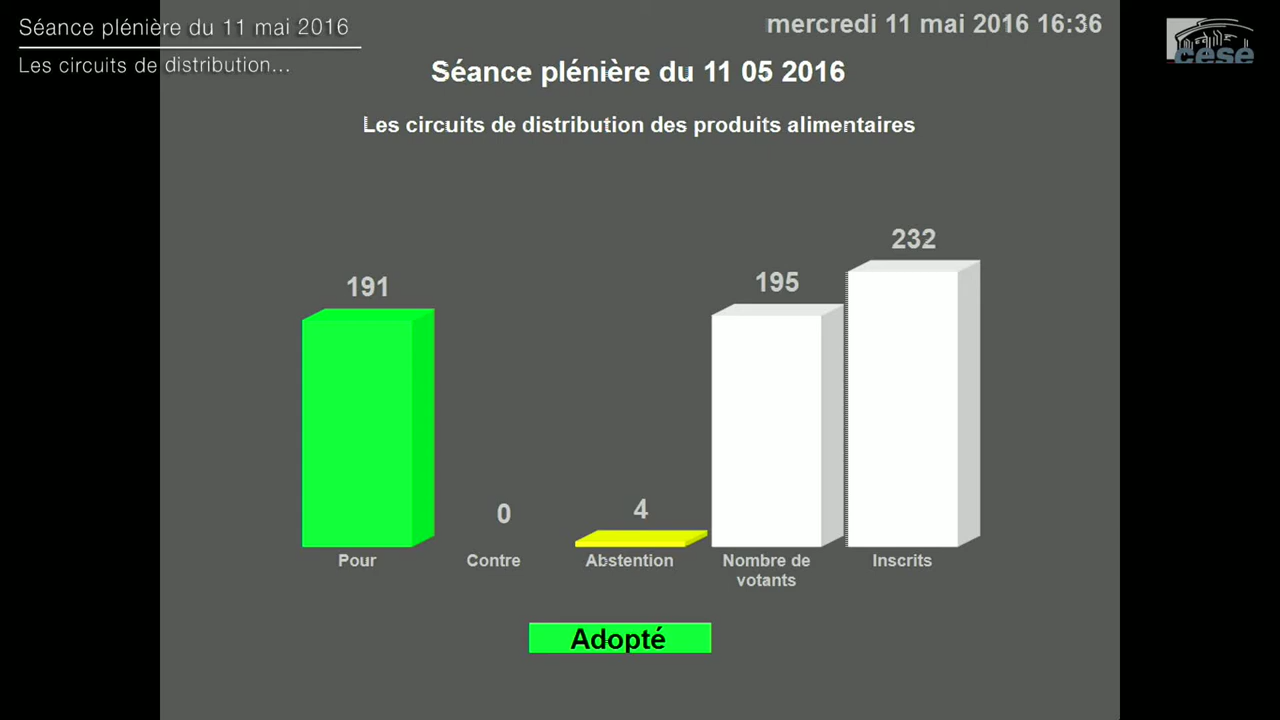 Séance plénière du 11 mai 2016
Les circuits de distribution...
mercredi 11 mai 2016 16:36
cese
Séance plénière du 11 05 2016
Les circuits de distribution des produits alimentaires
232
191
195
0
4
Pour
Contre
Abstention
Nombre de
votants
Inscrits
Adopté